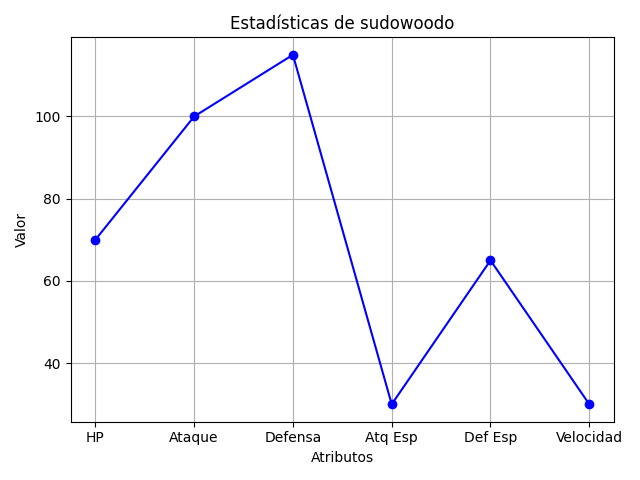 Estadísticas de sudowoodo
Valor
100
80
60
40
HP Ataque Defensa Atq Esp Def Esp Velocidad
Atributos